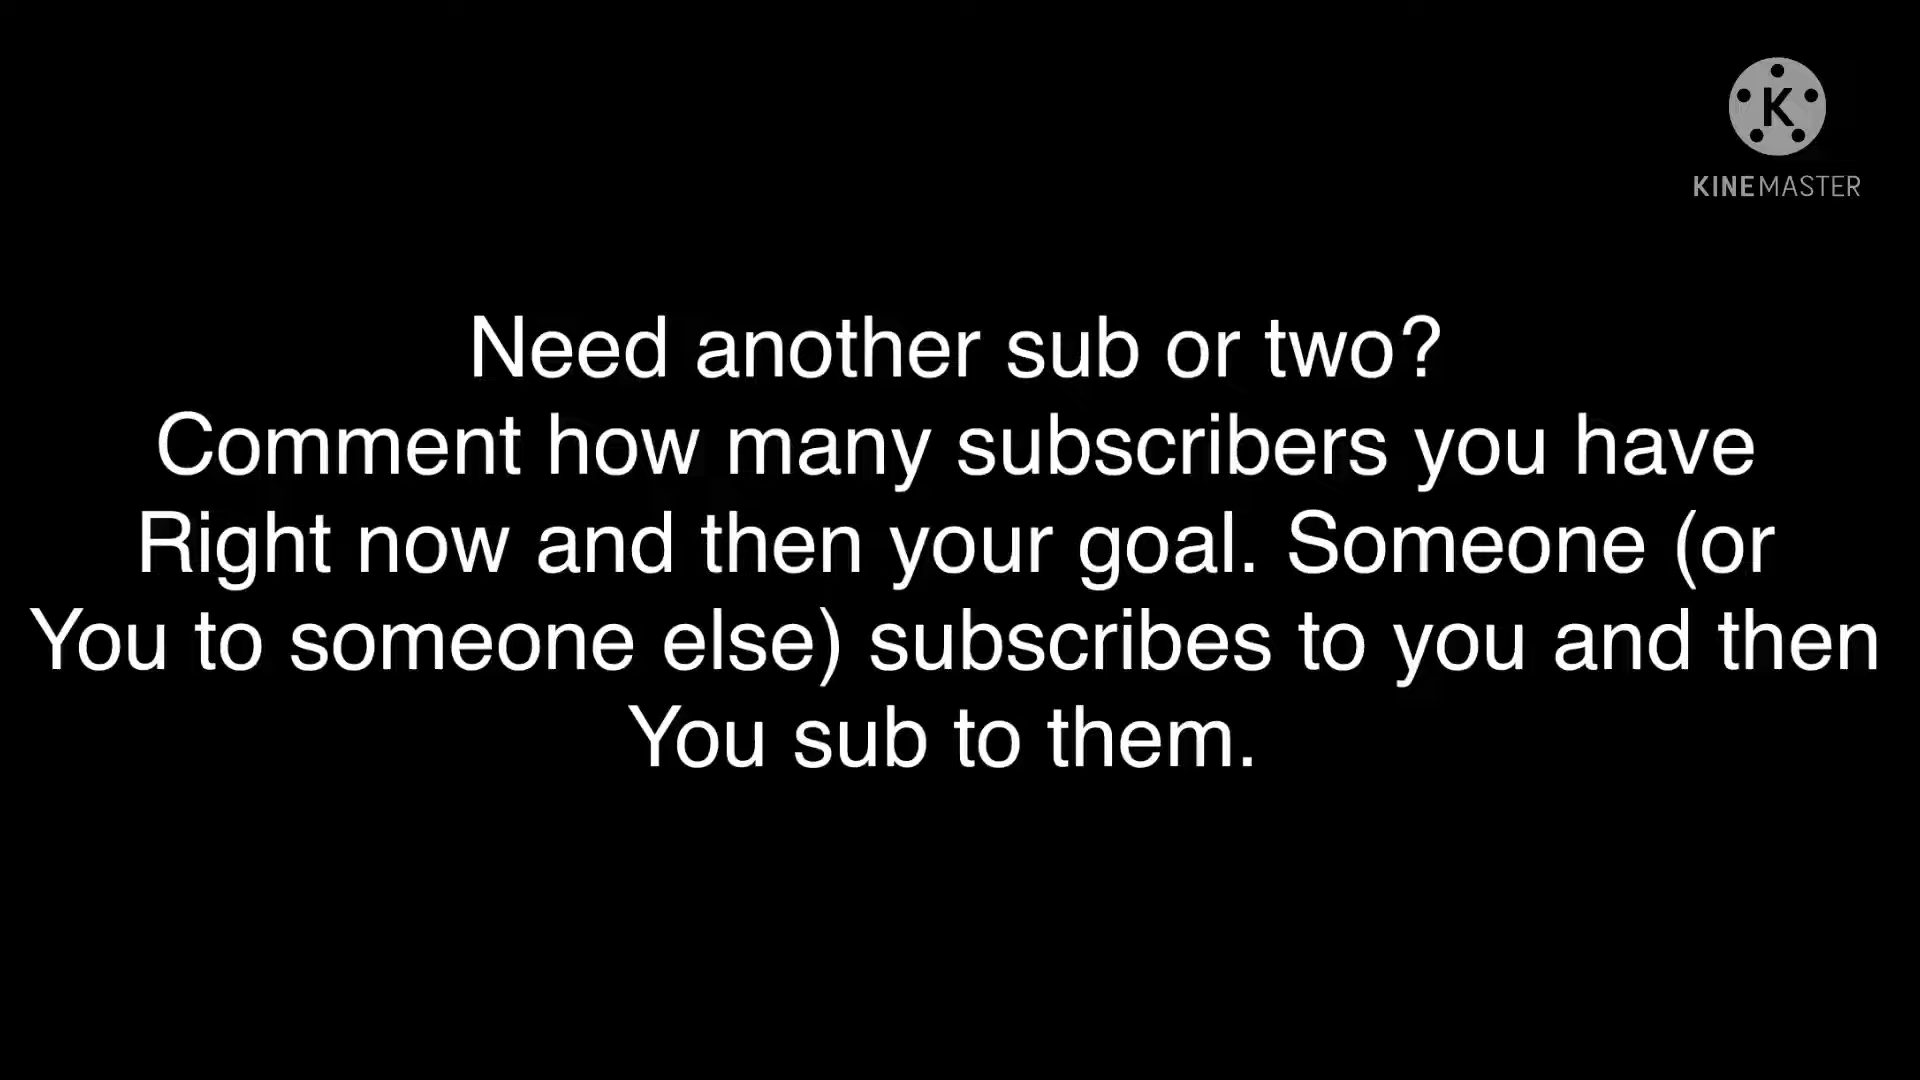 K
KINEMASTER
Need another sub or two?
Comment how many subscribers you have
Right now and then your goal. Someone (or
You to someone else) subscribes to you and then
You sub to them.